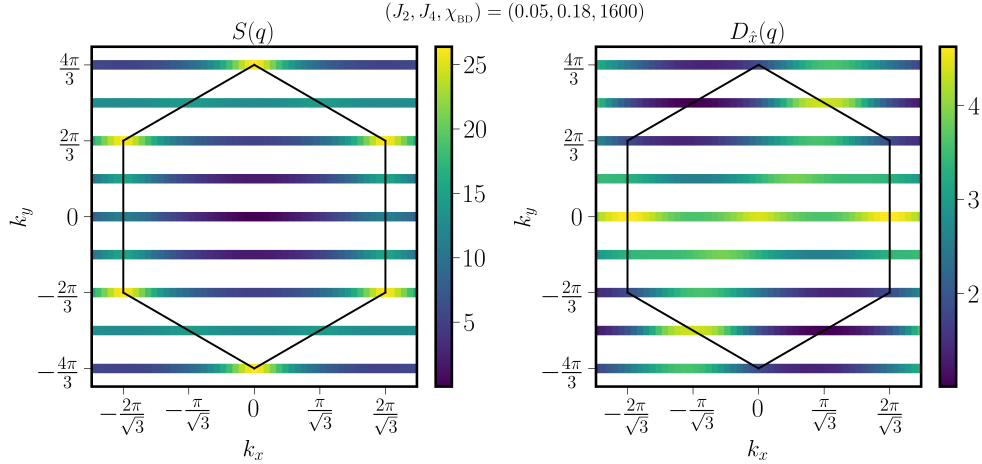 (J₂, J₄, χ_BD) = (0.05, 0.18, 1600)
S(q)
D_x̂(q)
4π/3
2π/3
0
−2π/3
−4π/3
k_y
−2π/√3
−π/√3
0
π/√3
2π/√3
k_x
25
20
15
10
5
4π/3
2π/3
0
−2π/3
−4π/3
k_y
−2π/√3
−π/√3
0
π/√3
2π/√3
k_x
4
3
2